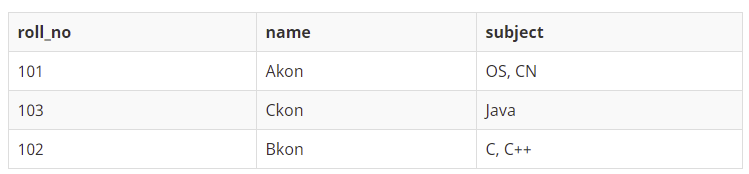 roll_no name subject
101 Akon OS, CN
103 Ckon Java
102 Bkon C, C++